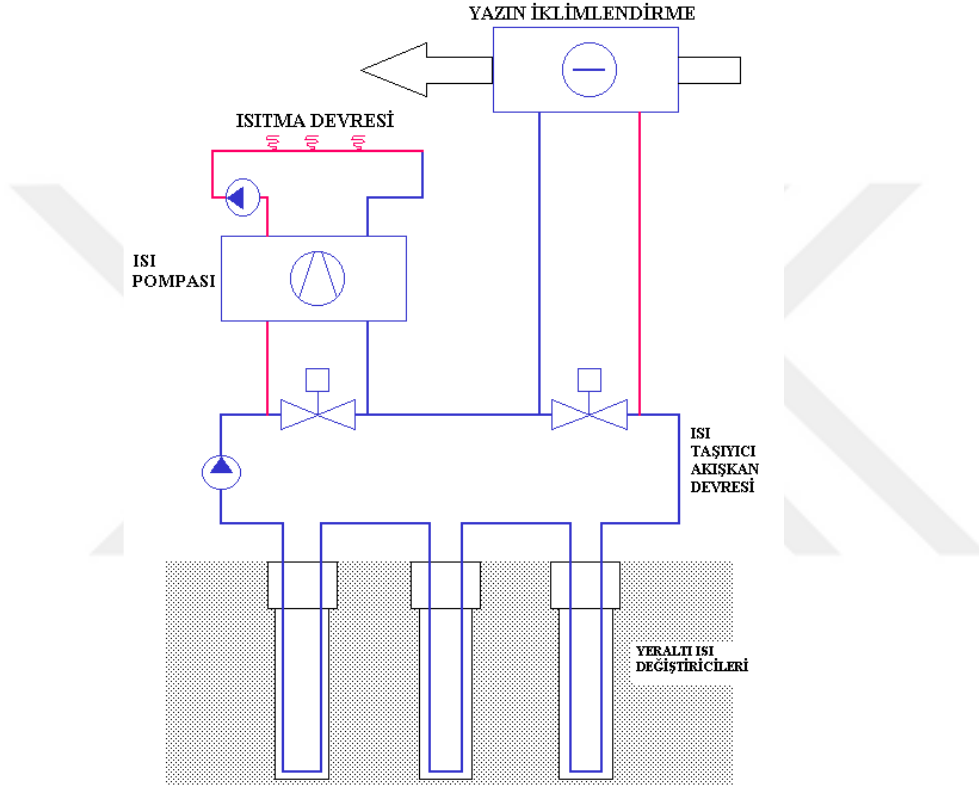 YAZIN İKLİMLENDİRME
ISITMA DEVRESİ
ISI
POMPASI
ISI
TAŞIYICI
AKIŞKAN
DEVRESİ
YERALTI ISI
DEĞİŞTİRİCİLERİ